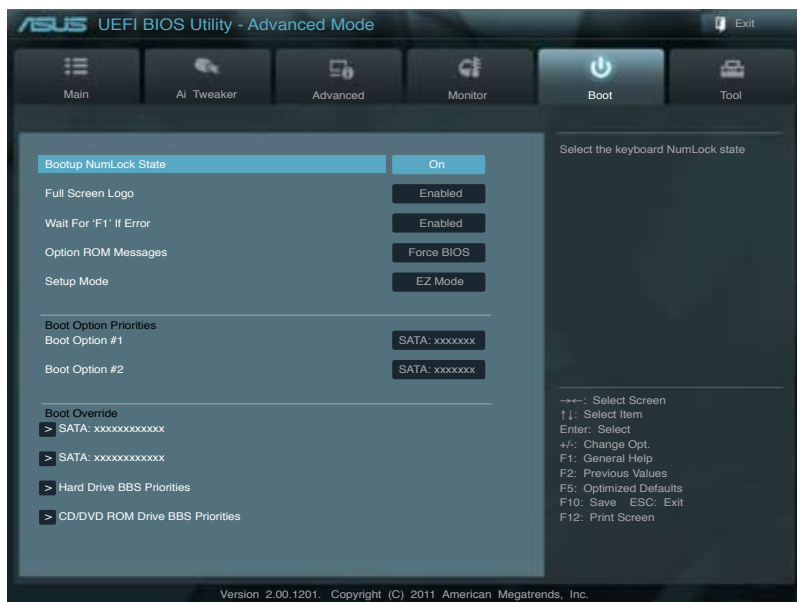 ASUS UEFI BIOS Utility - Advanced Mode
Exit
Main
Ai Tweaker
Advanced
Monitor
Boot
Tool
Select the keyboard NumLock state
Bootup NumLock State On
Full Screen Logo Enabled
Wait For ‘F1’ If Error Enabled
Option ROM Messages Force BIOS
Setup Mode EZ Mode
Boot Option Priorities
Boot Option #1 SATA: xxxxxxx
Boot Option #2 SATA: xxxxxxx
Boot Override
> SATA: xxxxxxxxxxxx
> SATA: xxxxxxxxxxxx
> Hard Drive BBS Priorities
> CD/DVD ROM Drive BBS Priorities
→←: Select Screen
↑↓: Select Item
Enter: Select
+/-: Change Opt.
F1: General Help
F2: Previous Values
F5: Optimized Defaults
F10: Save ESC: Exit
F12: Print Screen
Version 2.00.1201. Copyright (C) 2011 American Megatrends, Inc.